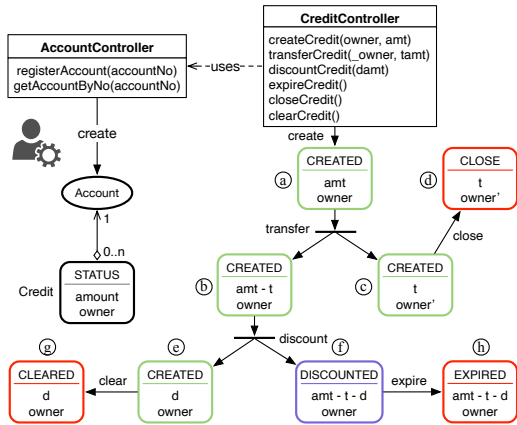 CreditController
createCredit(owner, amt)
transferCredit(_owner, tamt)
discountCredit(damt)
expireCredit()
closeCredit()
clearCredit()
AccountController
registerAccount(accountNo)
getAccountByNo(accountNo)
uses
create
create
a
CREATED
amt
owner
d
CLOSE
t
owner'
Account
1
0..n
transfer
close
Credit
STATUS
amount
owner
b
CREATED
amt - t
owner
c
CREATED
t
owner'
discount
g
CLEARED
d
owner
clear
e
CREATED
d
owner
f
DISCOUNTED
amt - t - d
owner
expire
h
EXPIRED
amt - t - d
owner